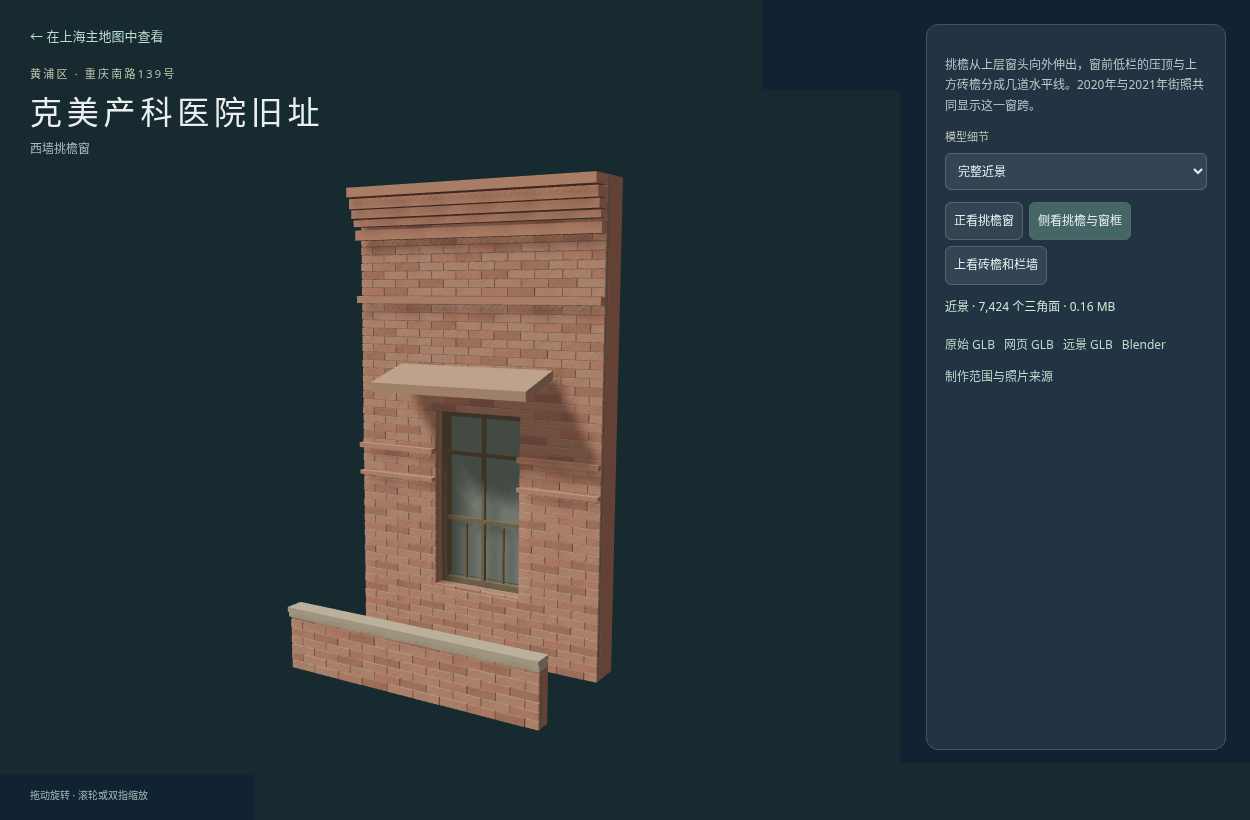 ← 在上海主地图中查看
黄浦区 · 重庆南路139号
克美产科医院旧址
西墙挑檐窗
挑檐从上层窗头向外伸出，窗前低栏的压顶与上
方砖檐分成几道水平线。2020年与2021年街照共
同显示这一窗跨。
模型细节
完整近景
正看挑檐窗
侧看挑檐与窗框
上看砖檐和栏墙
近景 · 7,424 个三角面 · 0.16 MB
原始 GLB 网页 GLB 远景 GLB Blender
制作范围与照片来源
拖动旋转 · 滚轮或双指缩放